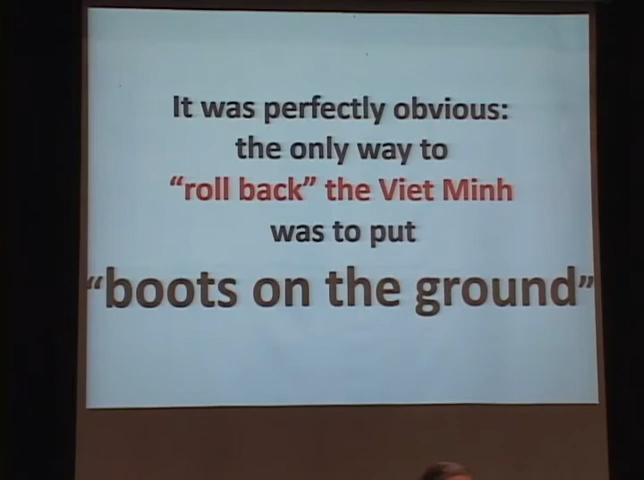 It was perfectly obvious:
the only way to
“roll back” the Viet Minh
was to put
“boots on the ground”